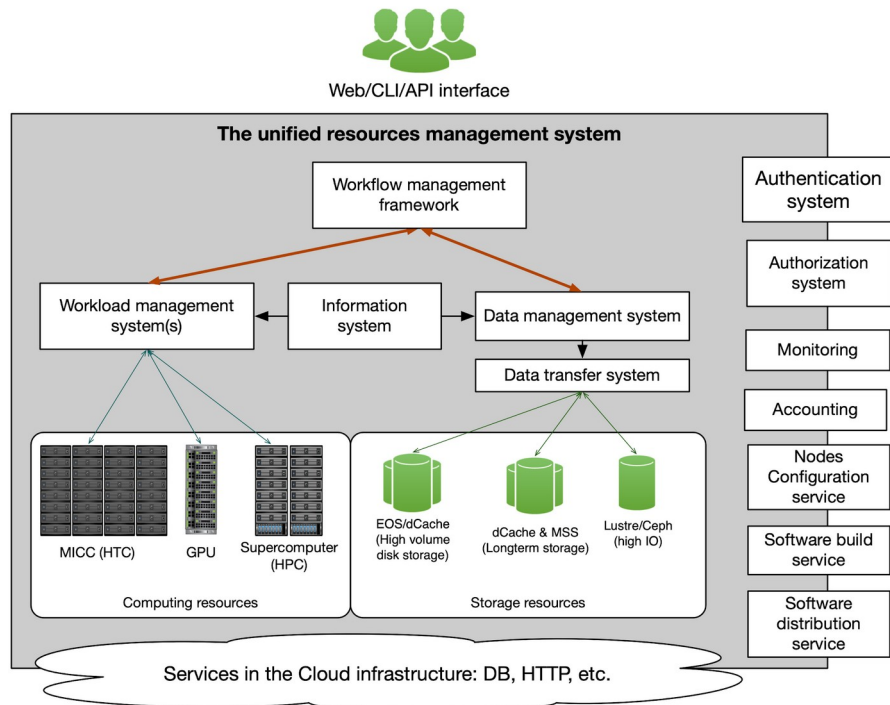 Web/CLI/API interface
The unified resources management system
Workflow management
framework
Workload management
system(s)
Information
system
Data management system
Data transfer system
MICC (HTC)
GPU
Supercomputer
(HPC)
Computing resources
EOS/dCache
(High volume
disk storage)
dCache & MSS
(Longterm storage)
Lustre/Ceph
(high IO)
Storage resources
Authentication
system
Authorization
system
Monitoring
Accounting
Nodes
Configuration
service
Software build
service
Software
distribution
service
Services in the Cloud infrastructure: DB, HTTP, etc.